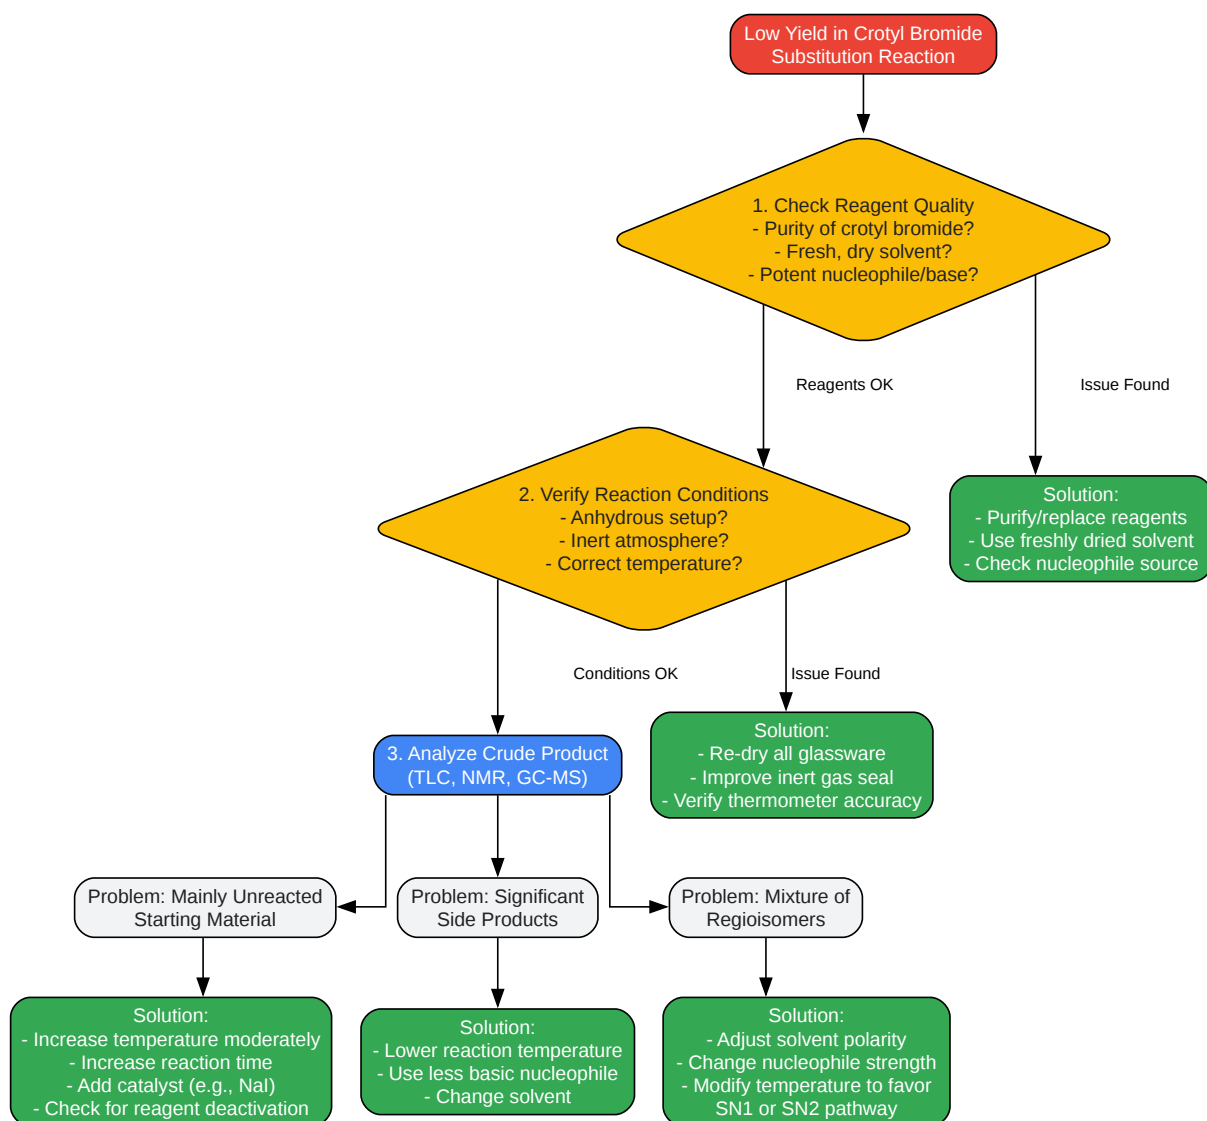 Low Yield in Crotyl Bromide
Substitution Reaction
1. Check Reagent Quality
- Purity of crotyl bromide?
- Fresh, dry solvent?
- Potent nucleophile/base?
Reagents OK
Issue Found
2. Verify Reaction Conditions
- Anhydrous setup?
- Inert atmosphere?
- Correct temperature?
Solution:
- Purify/replace reagents
- Use freshly dried solvent
- Check nucleophile source
Conditions OK
Issue Found
3. Analyze Crude Product
(TLC, NMR, GC-MS)
Solution:
- Re-dry all glassware
- Improve inert gas seal
- Verify thermometer accuracy
Problem: Mainly Unreacted
Starting Material
Problem: Significant
Side Products
Problem: Mixture of
Regioisomers
Solution:
- Increase temperature moderately
- Increase reaction time
- Add catalyst (e.g., NaI)
- Check for reagent deactivation
Solution:
- Lower reaction temperature
- Use less basic nucleophile
- Change solvent
Solution:
- Adjust solvent polarity
- Change nucleophile strength
- Modify temperature to favor
SN1 or SN2 pathway